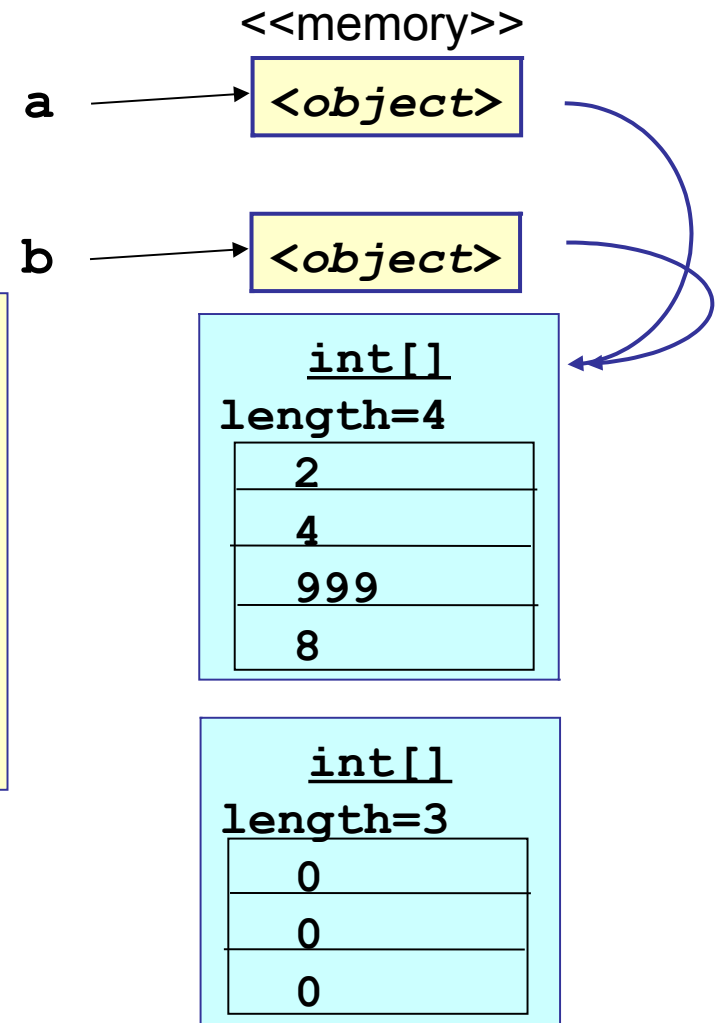 <<memory>>
a
<object>
b
<object>
int[]
length=4
2
4
999
8
int[]
length=3
0
0
0